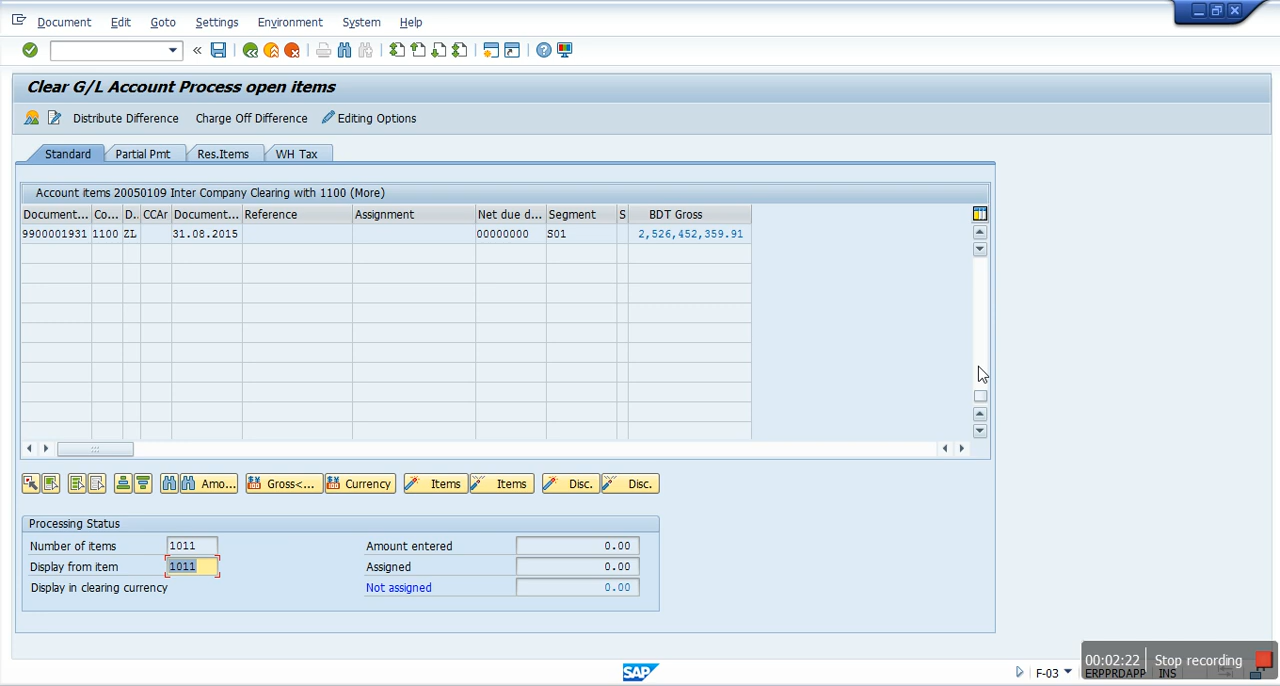 Document Edit Goto Settings Environment System Help
Clear G/L Account Process open items
Distribute Difference Charge Off Difference Editing Options
Standard Partial Pmt Res.Items WH Tax
Account items 20050109 Inter Company Clearing with 1100 (More)
Document... Co... D.. CCAr Document... Reference Assignment Net due d... Segment S BDT Gross
9900001931 1100 ZL 31.08.2015 00000000 S01 2,526,452,359.91
Amo... Gross<... Currency Items Items Disc. Disc.
Processing Status
Number of items 1011 Amount entered 0.00
Display from item 1011 Assigned 0.00
Display in clearing currency Not assigned 0.00
00:02:22 Stop recording
SAP F-03 ERPPRDAPP INS